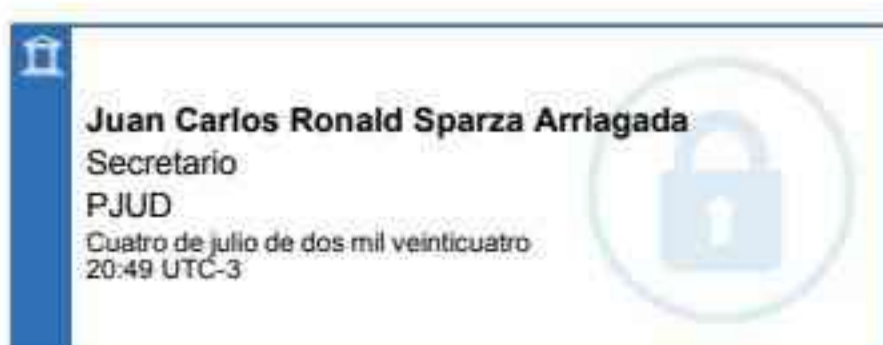 Juan Carlos Ronald Sparza Arriagada
Secretario
PJUD
Cuatro de julio de dos mil veinticuatro
20:49 UTC-3